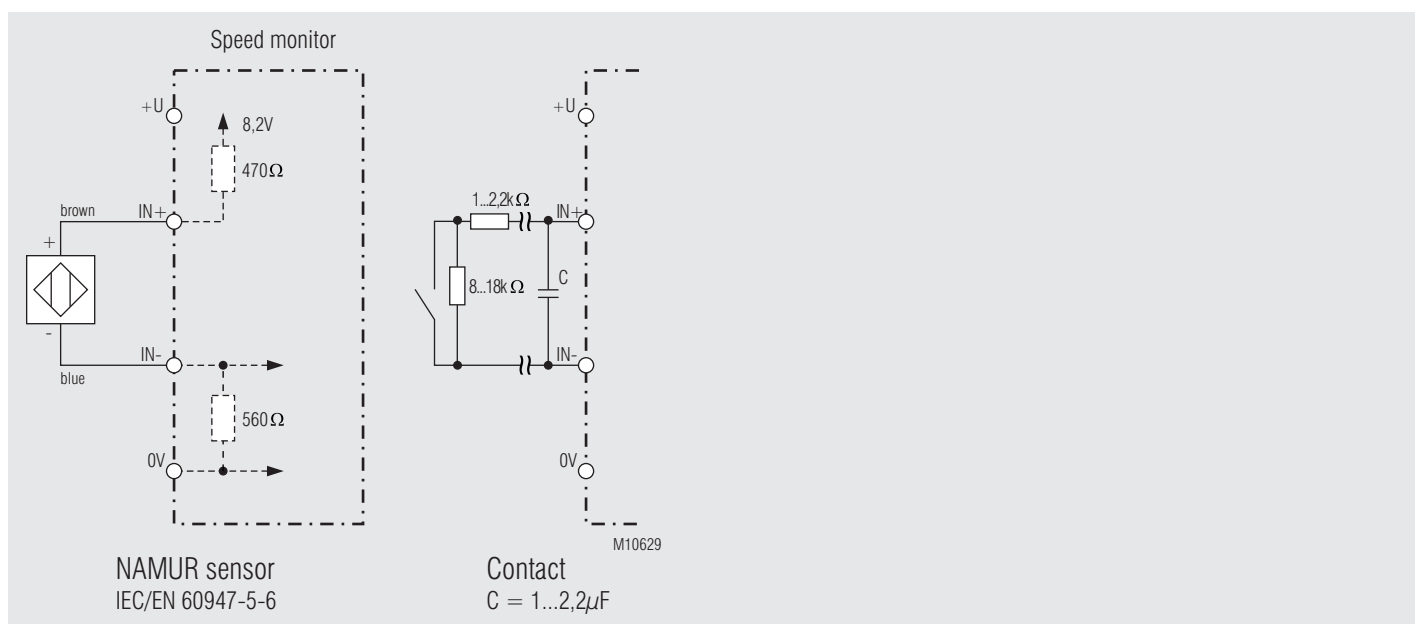 Speed monitor
+U
8,2V
470Ω
brown
IN+
+
-
IN-
blue
560Ω
0V
NAMUR sensor
IEC/EN 60947-5-6
+U
1...2,2kΩ
IN+
8...18kΩ
C
IN-
0V
M10629
Contact
C = 1...2,2µF